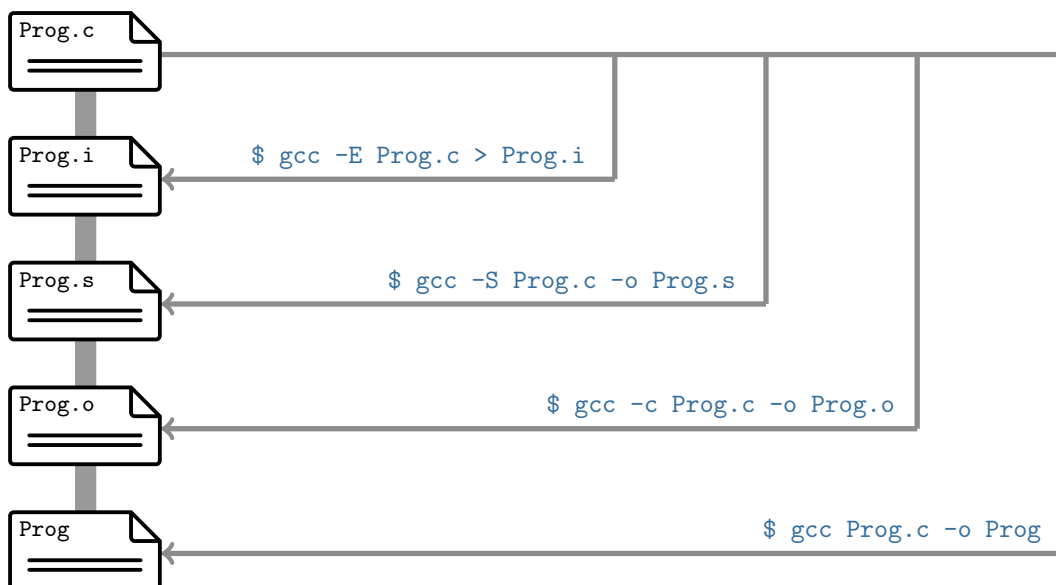 Prog.c
Prog.i
$ gcc -E Prog.c > Prog.i
Prog.s
$ gcc -S Prog.c -o Prog.s
Prog.o
$ gcc -c Prog.c -o Prog.o
Prog
$ gcc Prog.c -o Prog